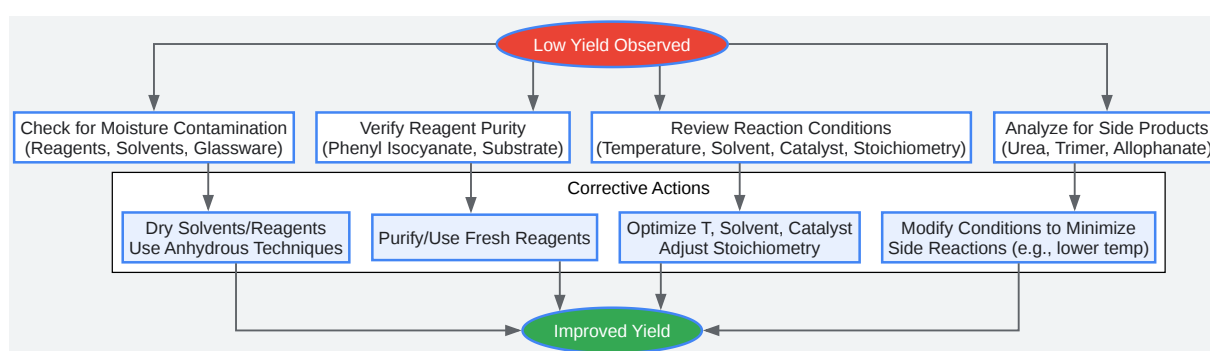 Low Yield Observed
Check for Moisture Contamination
(Reagents, Solvents, Glassware)
Verify Reagent Purity
(Phenyl Isocyanate, Substrate)
Review Reaction Conditions
(Temperature, Solvent, Catalyst, Stoichiometry)
Analyze for Side Products
(Urea, Trimer, Allophanate)
Corrective Actions
Dry Solvents/Reagents
Use Anhydrous Techniques
Purify/Use Fresh Reagents
Optimize T, Solvent, Catalyst
Adjust Stoichiometry
Modify Conditions to Minimize
Side Reactions (e.g., lower temp)
Improved Yield